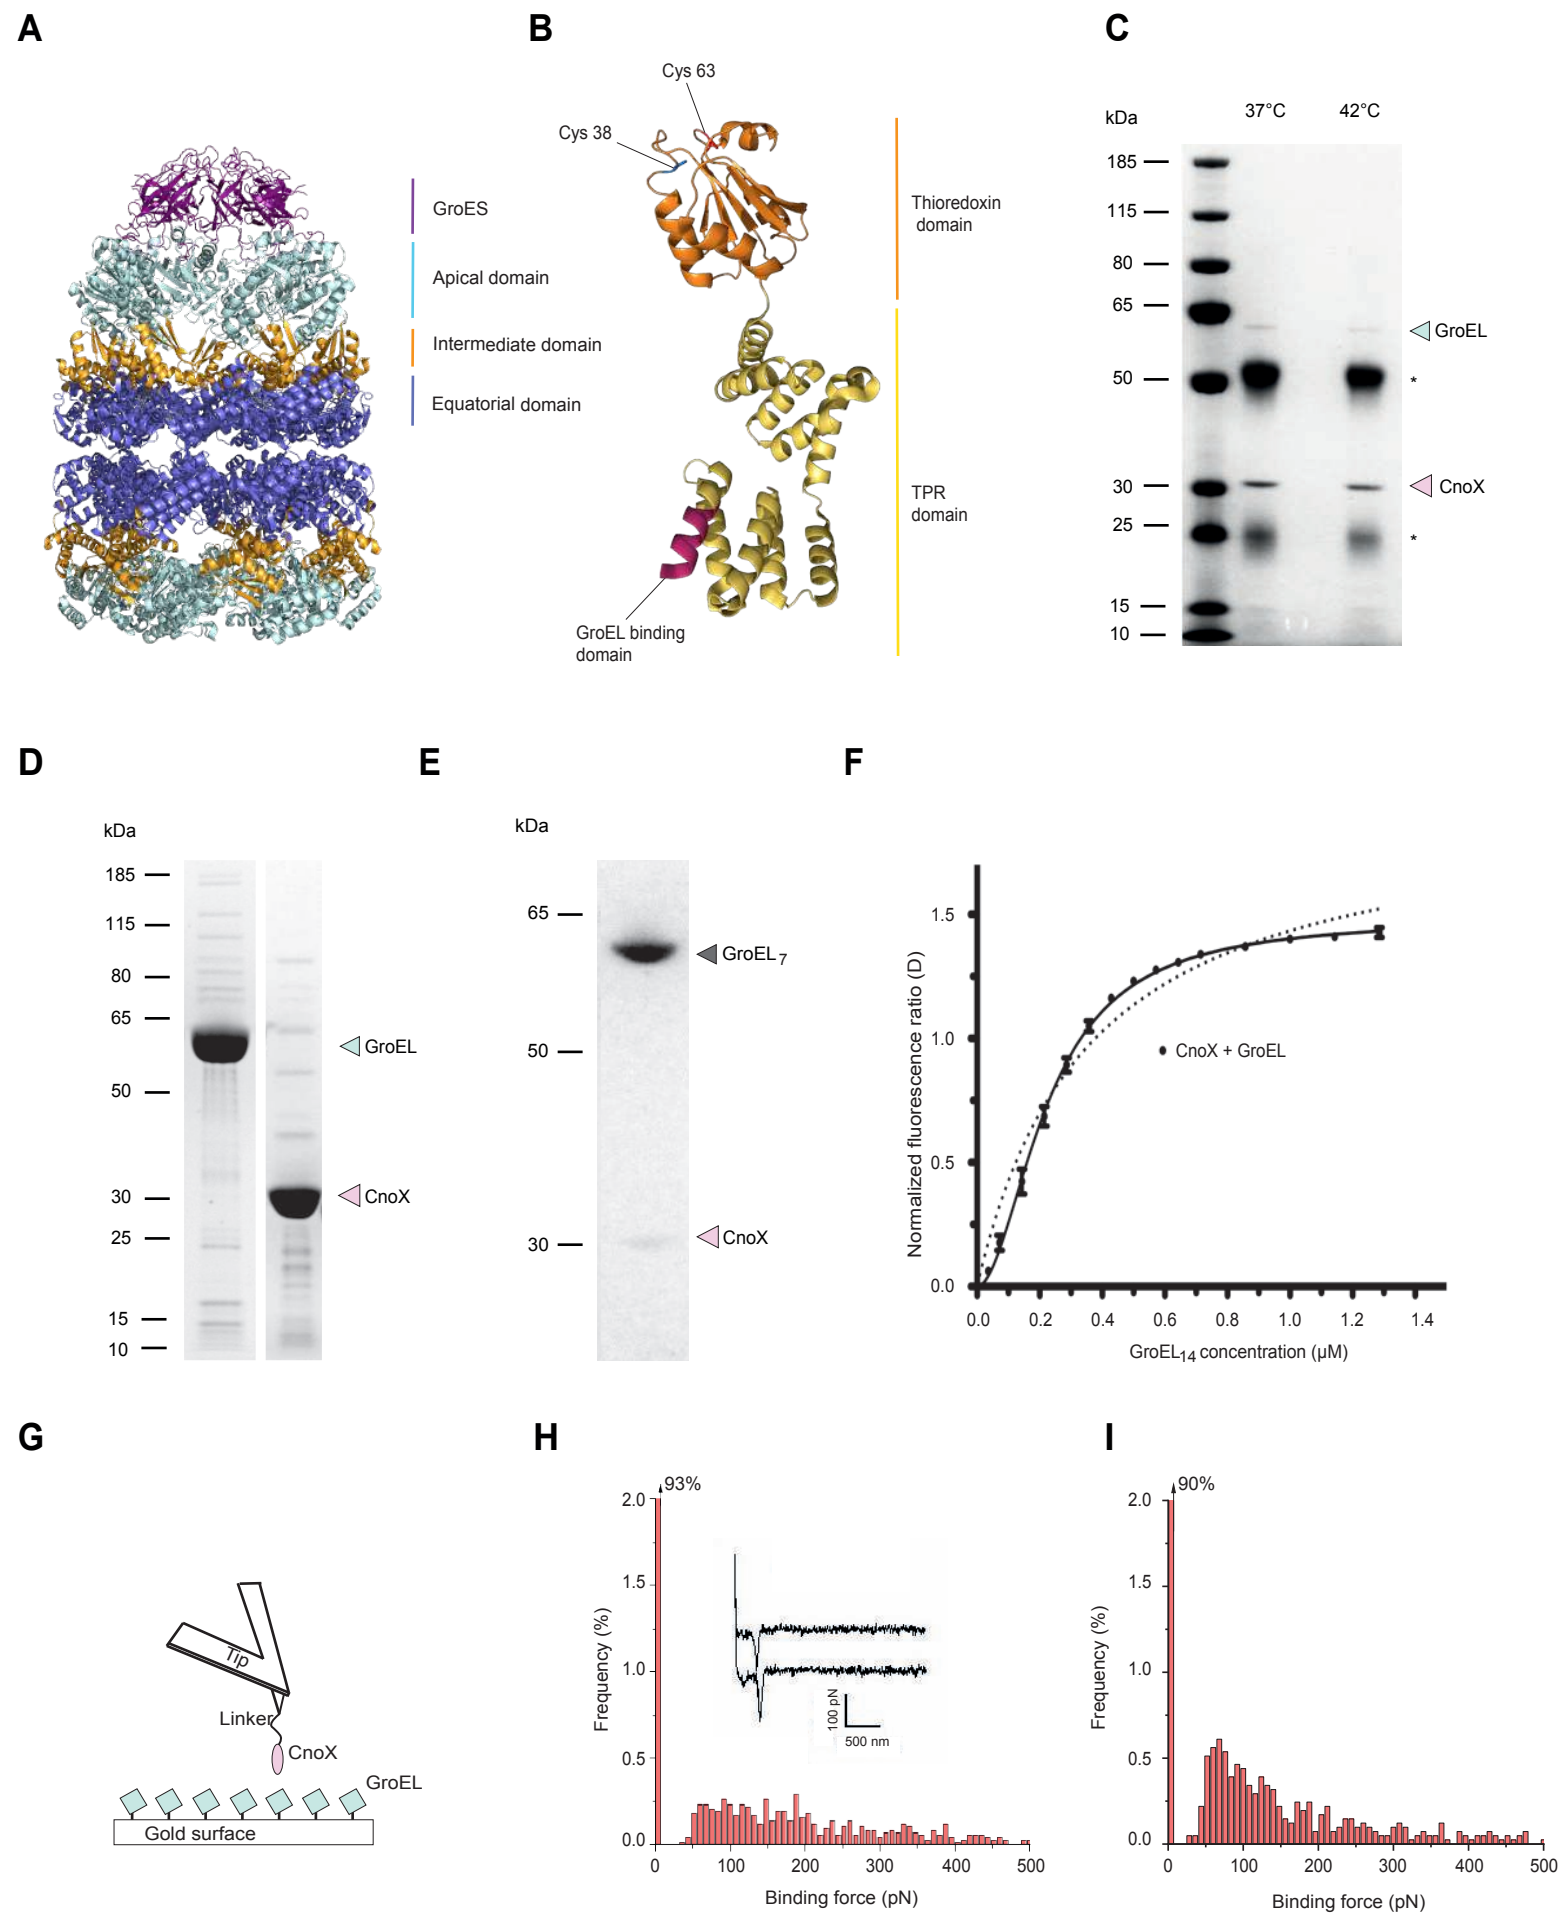 A
GroES
Apical domain
Intermediate domain
Equatorial domain
B
Cys 63
Cys 38
Thioredoxin
domain
TPR
domain
GroEL binding
domain
C
kDa
37°C
42°C
185
115
80
65
50
30
25
15
10
GroEL
*
CnoX
*
D
kDa
185
115
80
65
50
30
25
15
10
GroEL
CnoX
E
kDa
65
50
30
GroEL7
CnoX
F
Normalized fluorescence ratio (D)
1.5
1.0
0.5
0.0
CnoX + GroEL
0.0 0.2 0.4 0.6 0.8 1.0 1.2 1.4
GroEL14 concentration (µM)
G
Tip
Linker
CnoX
GroEL
Gold surface
H
93%
2.0
1.5
1.0
0.5
0.0
Frequency (%)
100 pN
500 nm
0 100 200 300 400 500
Binding force (pN)
I
90%
2.0
1.5
1.0
0.5
0.0
Frequency (%)
0 100 200 300 400 500
Binding force (pN)